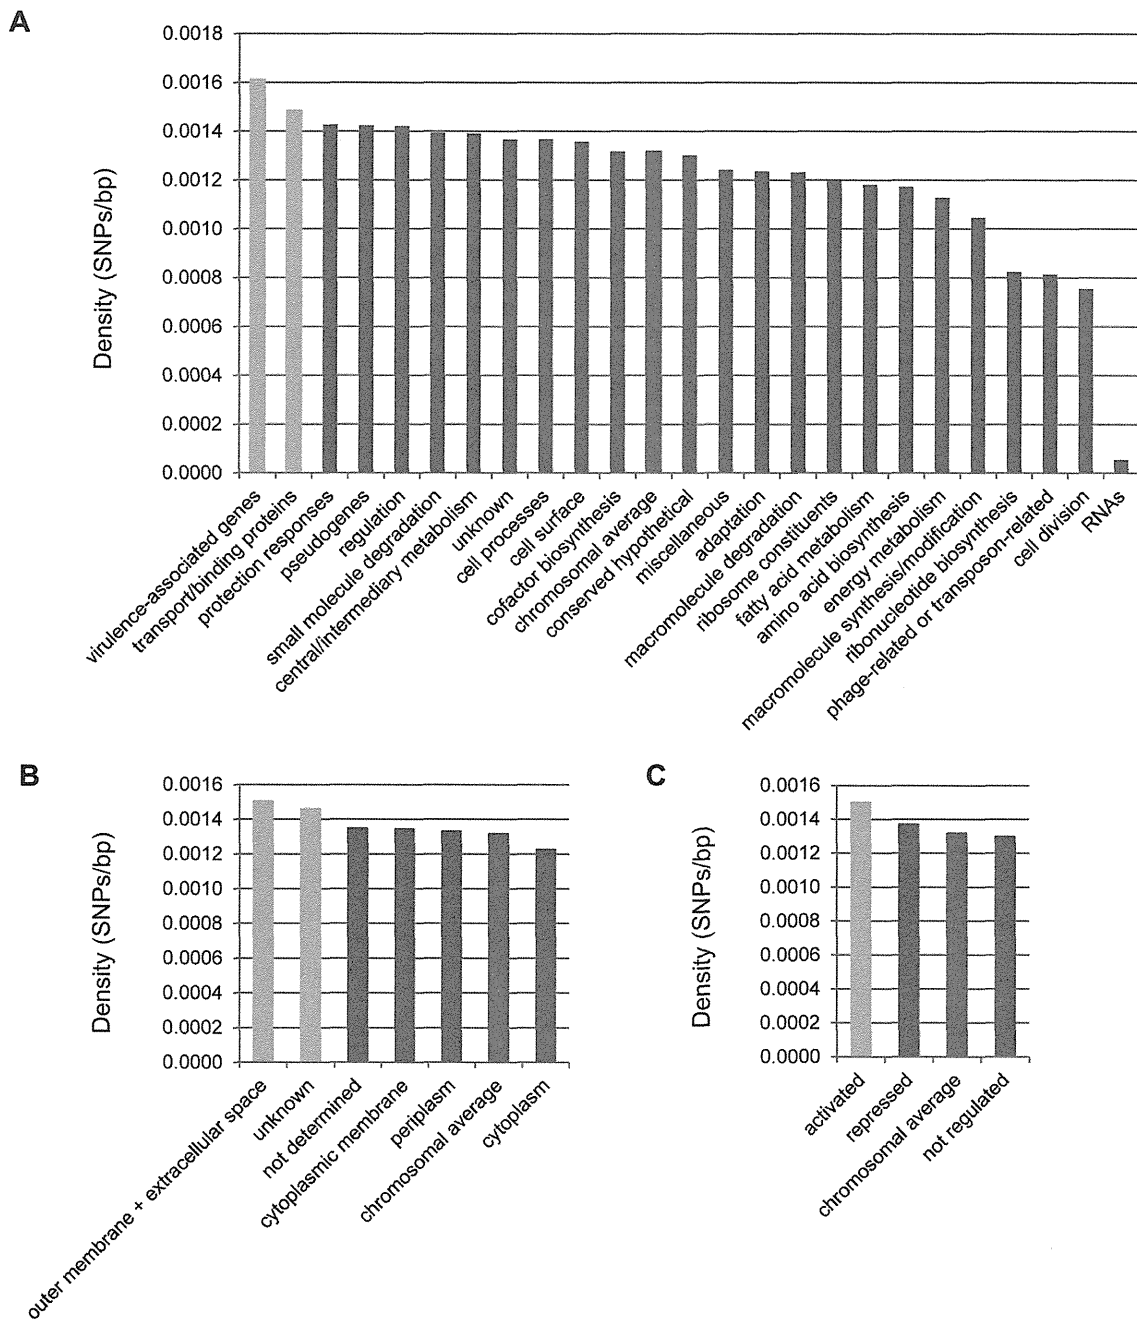 A
Density (SNPs/bp)
0.0018
0.0016
0.0014
0.0012
0.0010
0.0008
0.0006
0.0004
0.0002
0.0000
virulence-associated genes
transport/binding proteins
protection responses
pseudogenes
regulation
small molecule degradation
central/intermediary metabolism
unknown
cell processes
cell surface
cofactor biosynthesis
chromosomal average
conserved hypothetical
miscellaneous
adaptation
macromolecule degradation
ribosome constituents
fatty acid metabolism
amino acid biosynthesis
energy metabolism
macromolecule synthesis/modification
ribonucleotide biosynthesis
phage-related or transposon-related
cell division
RNAs
B
Density (SNPs/bp)
0.0016
0.0014
0.0012
0.0010
0.0008
0.0006
0.0004
0.0002
0.0000
outer membrane + extracellular space
unknown
not determined
cytoplasmic membrane
periplasm
chromosomal average
cytoplasm
C
Density (SNPs/bp)
0.0016
0.0014
0.0012
0.0010
0.0008
0.0006
0.0004
0.0002
0.0000
activated
repressed
chromosomal average
not regulated